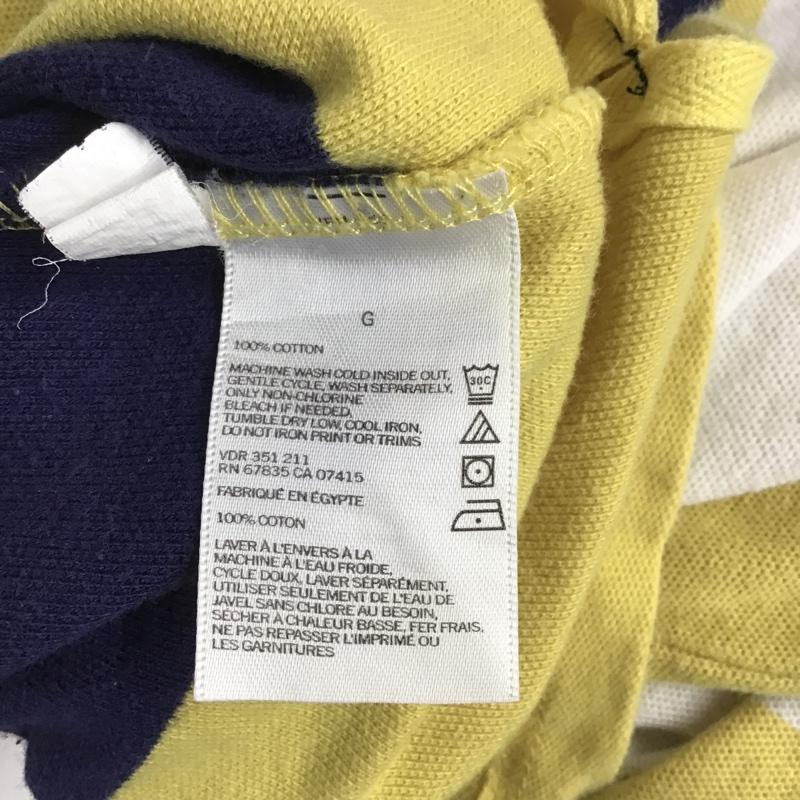 G
100% COTTON
MACHINE WASH COLD INSIDE OUT,
GENTLE CYCLE, WASH SEPARATELY,
ONLY NON-CHLORINE
BLEACH IF NEEDED,
TUMBLE DRY LOW, COOL IRON,
DO NOT IRON PRINT OR TRIMS
30C
VDR 351 211
RN 67835 CA 07415
FABRIQUÉ EN ÉGYPTE
100% COTON
LAVER À L'ENVERS À LA
MACHINE À L'EAU FROIDE,
CYCLE DOUX, LAVER SÉPARÉMENT,
UTILISER SEULEMENT DE L'EAU DE
JAVEL SANS CHLORE AU BESOIN,
SÉCHER À CHALEUR BASSE, FER FRAIS,
NE PAS REPASSER L'IMPRIMÉ OU
LES GARNITURES